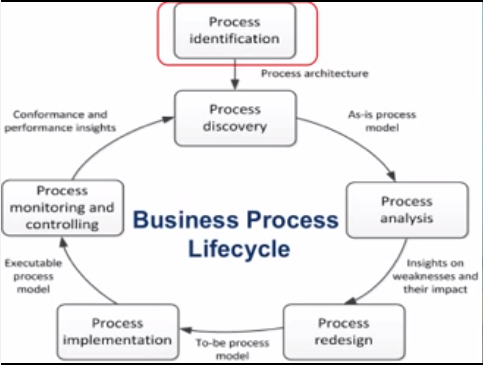 Process
identification
Process architecture
Process
discovery
Conformance and
performance insights
As-is process
model
Process
monitoring and
controlling
Business Process
Lifecycle
Process
analysis
Executable
process
model
Insights on
weaknesses and
their impact
Process
implementation
To-be process
model
Process
redesign